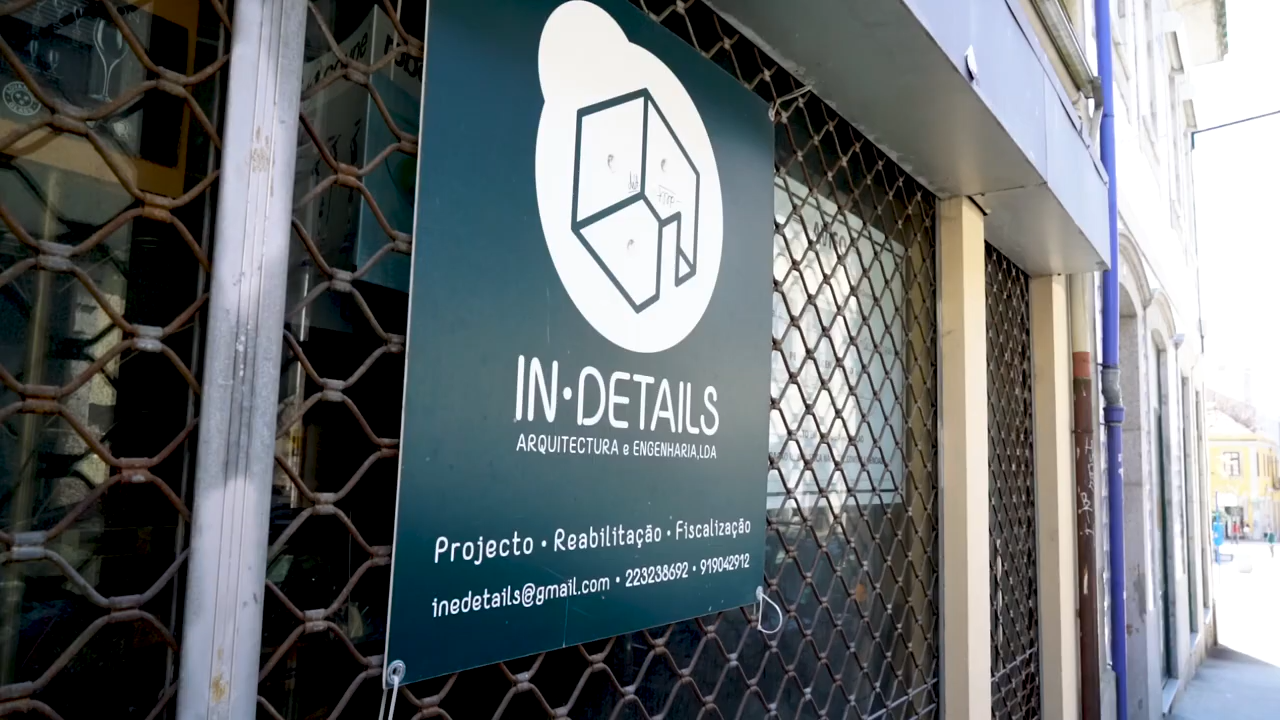 IN·DETAILS
ARQUITECTURA e ENGENHARIA,LDA
Projecto · Reabilitação · Fiscalização
inedetails@gmail.com · 223238692 · 919042912